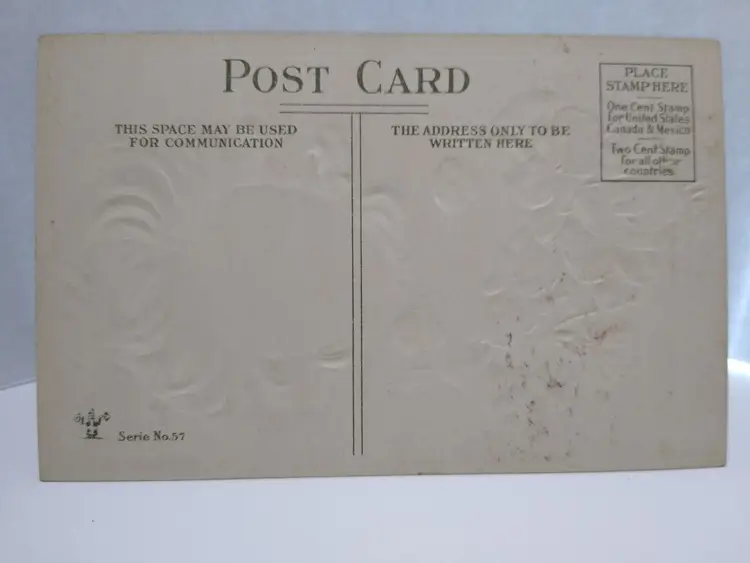 POST CARD
THIS SPACE MAY BE USED
FOR COMMUNICATION
THE ADDRESS ONLY TO BE
WRITTEN HERE
PLACE
STAMP HERE
One Cent Stamp
for United States
Canada & Mexico
Two Cent Stamp
for all other
countries
Serie No. 57